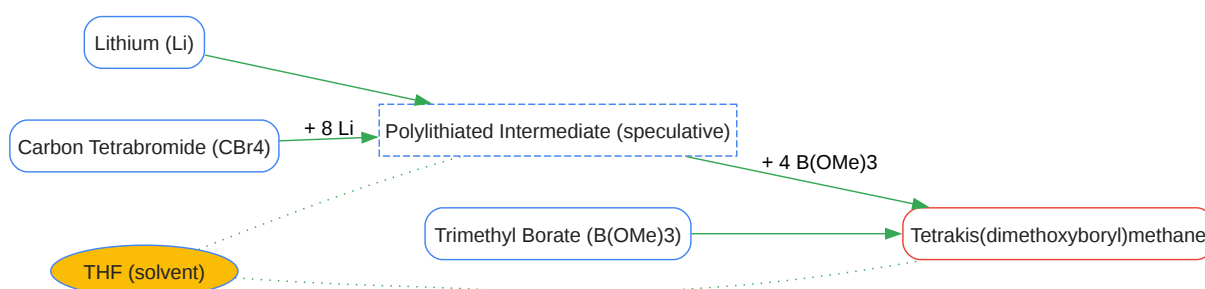 Lithium (Li)
Carbon Tetrabromide (CBr4)
+ 8 Li
Polylithiated Intermediate (speculative)
+ 4 B(OMe)3
Trimethyl Borate (B(OMe)3)
Tetrakis(dimethoxyboryl)methane
THF (solvent)